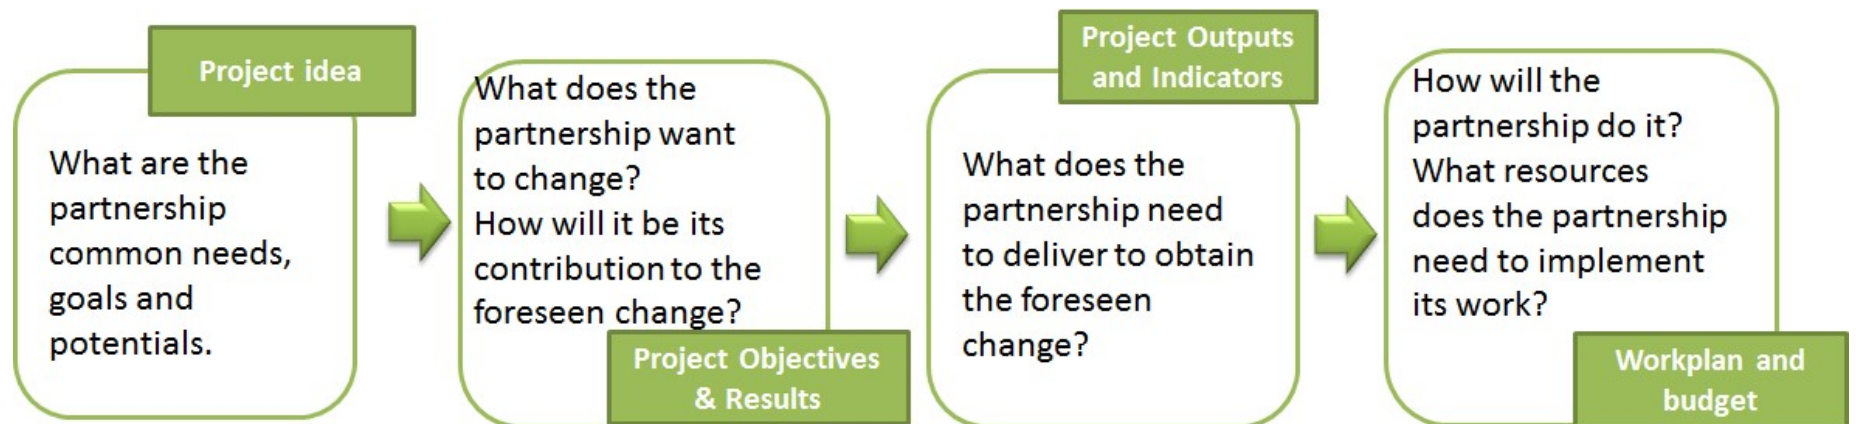 Project idea
What are the
partnership
common needs,
goals and
potentials.
What does the
partnership want
to change?
How will it be its
contribution to the
foreseen change?
Project Objectives
& Results
Project Outputs
and Indicators
What does the
partnership need
to deliver to obtain
the foreseen
change?
How will the
partnership do it?
What resources
does the partnership
need to implement
its work?
Workplan and
budget